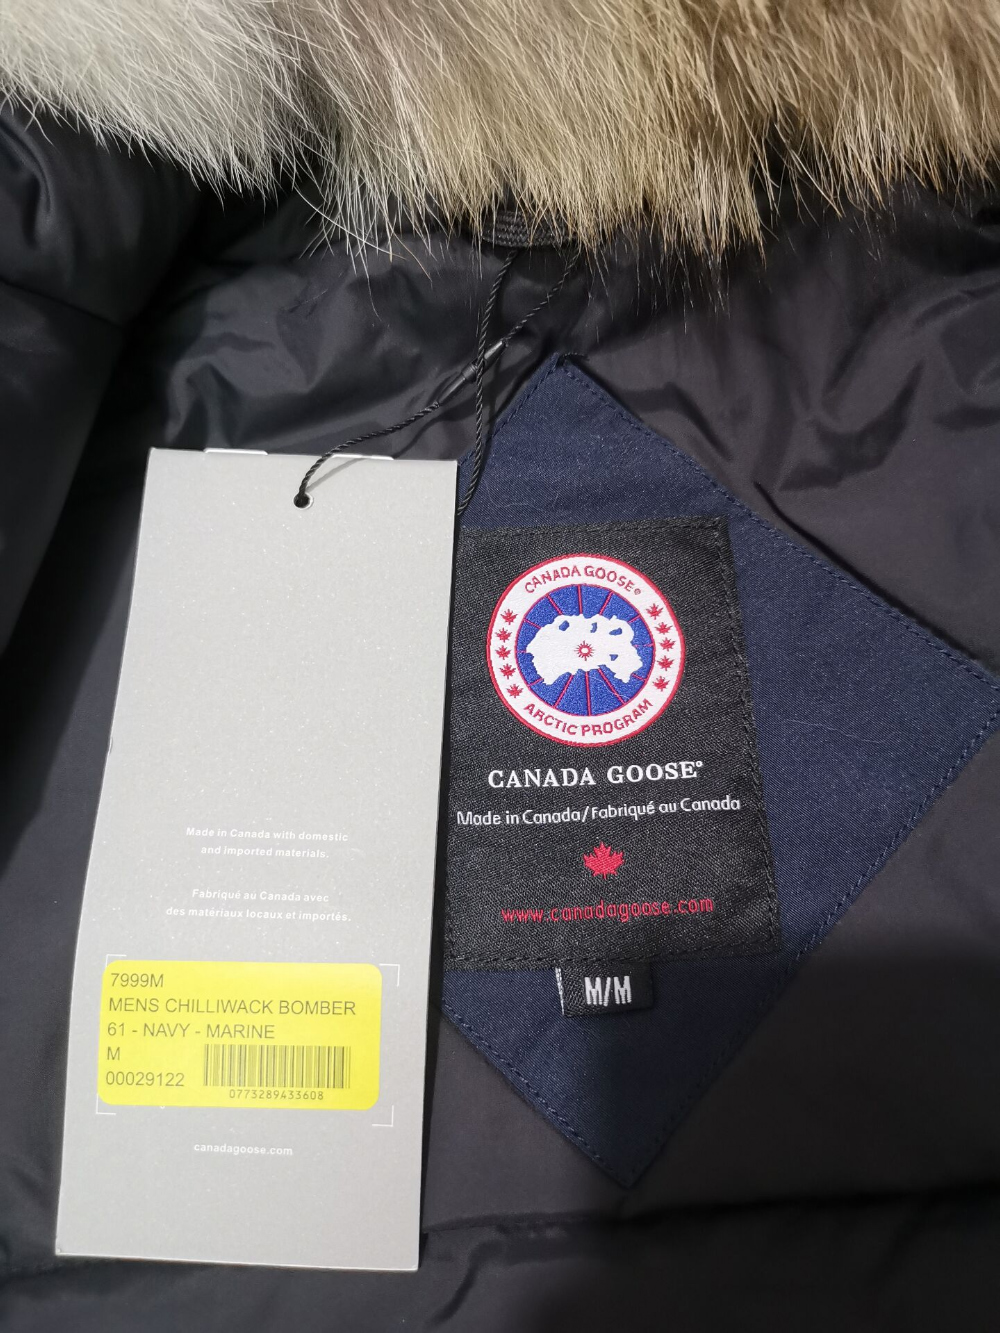 CANADA GOOSE®
ARCTIC PROGRAM
CANADA GOOSE®
Made in Canada/Fabriqué au Canada
www.canadagoose.com
M/M
Made in Canada with domestic
and imported materials.
Fabriqué au Canada avec
des matériaux locaux et importés.
7999M
MENS CHILLIWACK BOMBER
61 - NAVY - MARINE
M
00029122
0773289433608
canadagoose.com